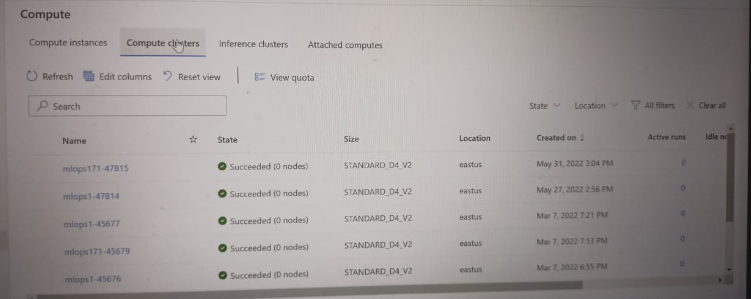 Compute
Compute instances Compute clusters Inference clusters Attached computes
Refresh Edit columns Reset view View quota
Search State Location All filters Clear all
Name State Size Location Created on ↓ Active runs Idle no
mlops171-47815 Succeeded (0 nodes) STANDARD_D4_V2 eastus May 31, 2022 3:04 PM 0
mlops1-47814 Succeeded (0 nodes) STANDARD_D4_V2 eastus May 27, 2022 2:56 PM 0
mlops1-45677 Succeeded (0 nodes) STANDARD_D4_V2 eastus Mar 7, 2022 7:21 PM 0
mlops171-45679 Succeeded (0 nodes) STANDARD_D4_V2 eastus Mar 7, 2022 7:13 PM 0
mlops1-45676 Succeeded (0 nodes) STANDARD_D4_V2 eastus Mar 7, 2022 6:55 PM 0